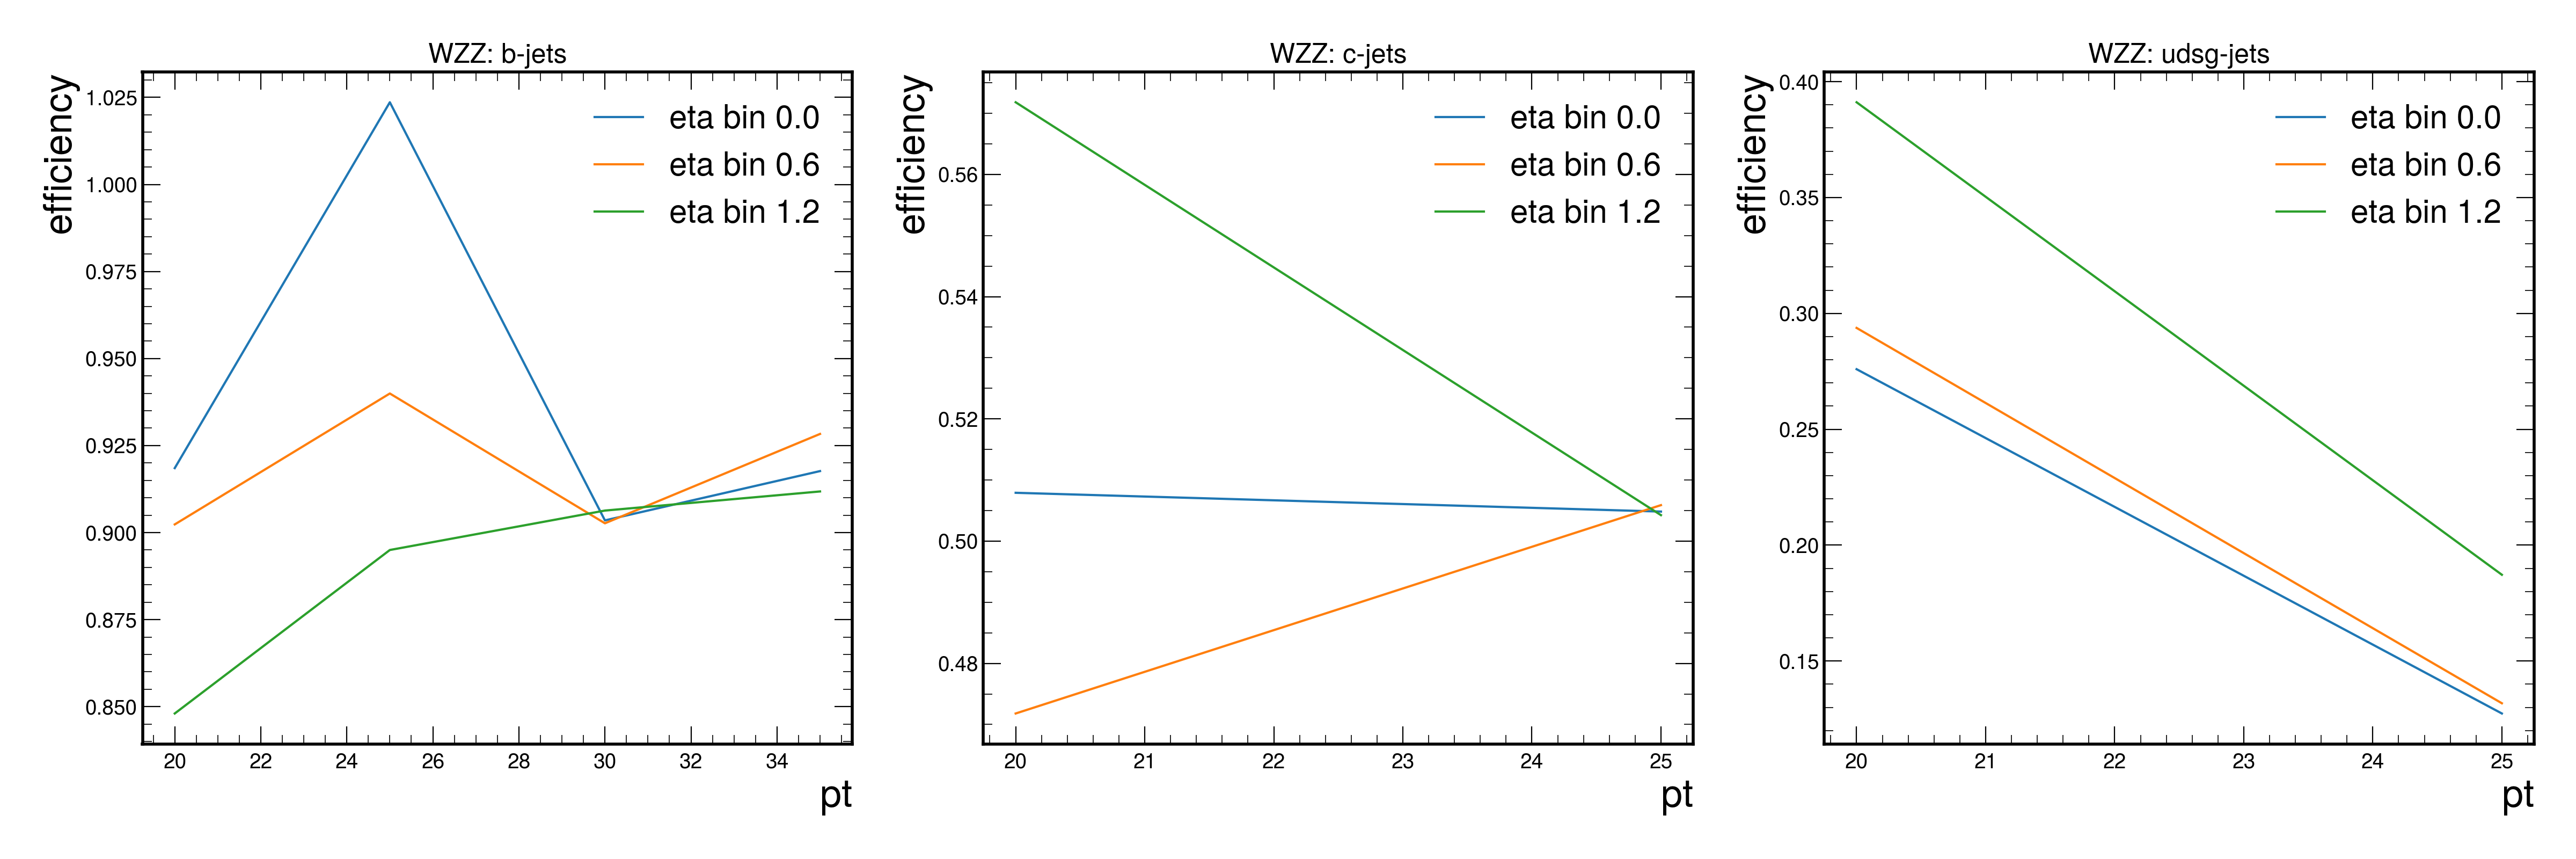 WZZ: b-jets
efficiency
1.025
1.000
0.975
0.950
0.925
0.900
0.875
0.850
eta bin 0.0
eta bin 0.6
eta bin 1.2
20 22 24 26 28 30 32 34
pt
WZZ: c-jets
efficiency
0.56
0.54
0.52
0.50
0.48
eta bin 0.0
eta bin 0.6
eta bin 1.2
20 21 22 23 24 25
pt
WZZ: udsg-jets
efficiency
0.40
0.35
0.30
0.25
0.20
0.15
eta bin 0.0
eta bin 0.6
eta bin 1.2
20 21 22 23 24 25
pt